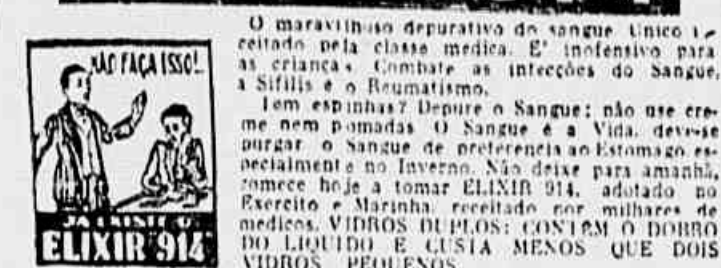 NÃO FAÇA ISSO!..
JÁ EXISTE O
ELIXIR 914
O maravilhoso depurativo do sangue Unico re-
ceitado pela classe medica. E' inofensivo para
as crianças. Combate as infecções do Sangue,
a Sifilis e o Reumatismo.
Tem espinhas? Depure o Sangue; não use cre-
me nem pomadas O Sangue é a Vida, deve-se
purgar o Sangue de preferencia ao Estomago es-
pecialmente no Inverno. Não deixe para amanhã,
comece hoje a tomar ELIXIR 914, adotado no
Exercito e Marinha, receitado por milhares de
medicos. VIDROS DUPLOS: CONTEM O DOBRO
DO LIQUIDO E CUSTA MENOS QUE DOIS
VIDROS PEQUENOS